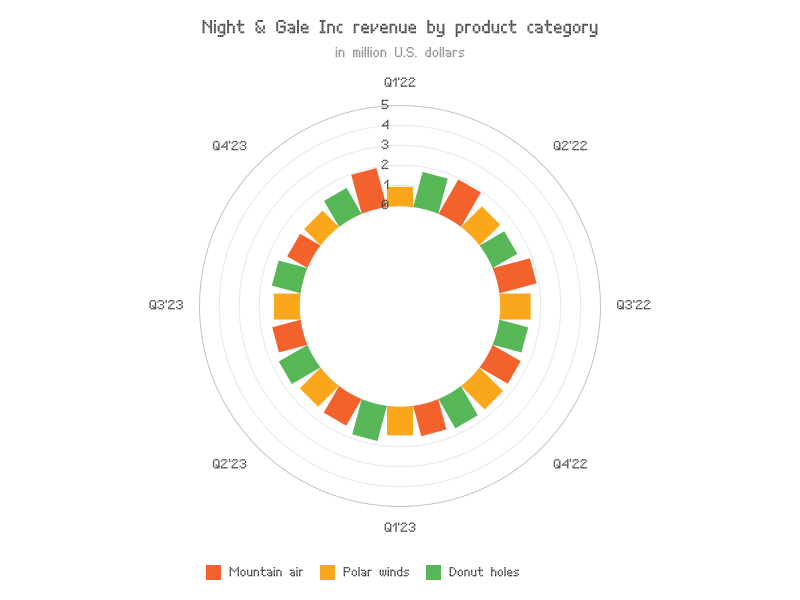 Night & Gale Inc revenue by product category
in million U.S. dollars
Q1'22
5
4
3
2
1
0
Q2'22
Q3'22
Q4'22
Q1'23
Q2'23
Q3'23
Q4'23
Mountain air
Polar winds
Donut holes